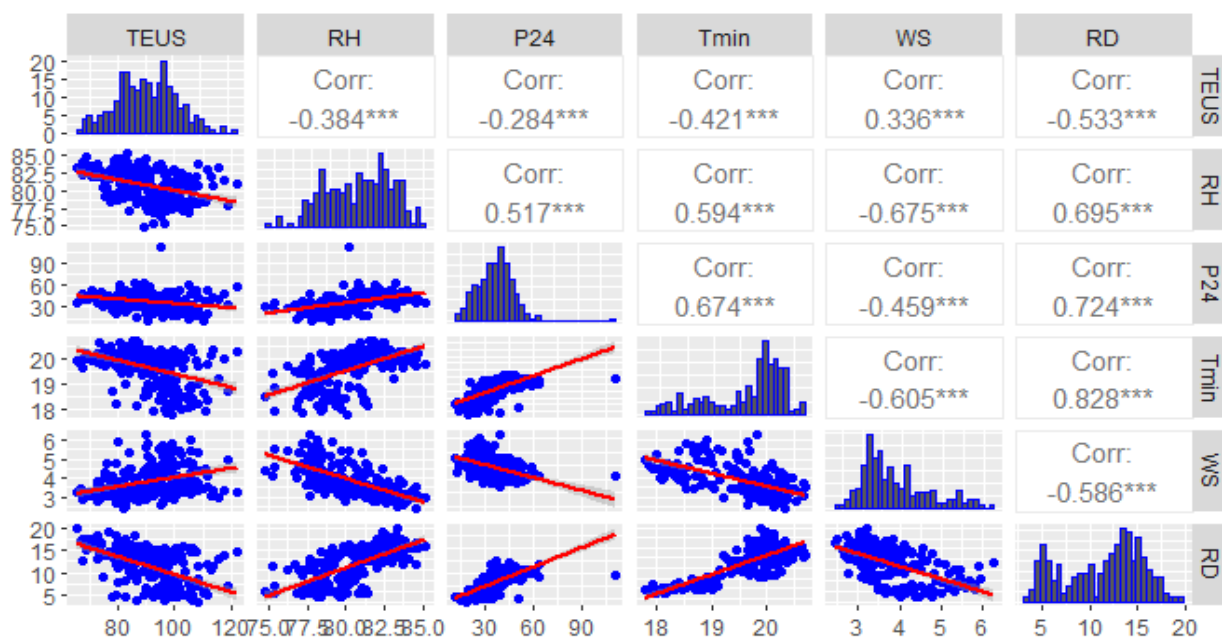 TEUS RH P24 Tmin WS RD
20
15
10
5
0
Corr: Corr: Corr: Corr: Corr:
-0.384*** -0.284*** -0.421*** 0.336*** -0.533***
TEUS
85.0
82.5
80.0
77.5
75.0
Corr: Corr: Corr: Corr:
0.517*** 0.594*** -0.675*** 0.695***
RH
90
60
30
Corr: Corr: Corr:
0.674*** -0.459*** 0.724***
P24
20
19
18
Corr: Corr:
-0.605*** 0.828***
Tmin
6
5
4
3
Corr:
-0.586***
WS
20
15
10
5
RD
80 100 120 75.0 77.5 80.0 82.5 85.0 30 60 90 18 19 20 3 4 5 6 5 10 15 20